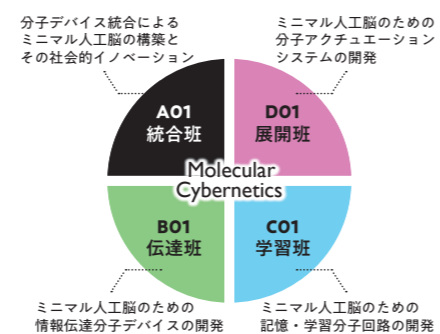 分子デバイス統合による
ミニマル人工脳の構築と
その社会的イノベーション
ミニマル人工脳のための
分子アクチュエーション
システムの開発
A01
統合班
D01
展開班
Molecular
Cybernetics
B01
伝達班
C01
学習班
ミニマル人工脳のための
情報伝達分子デバイスの開発
ミニマル人工脳のための
記憶・学習分子回路の開発